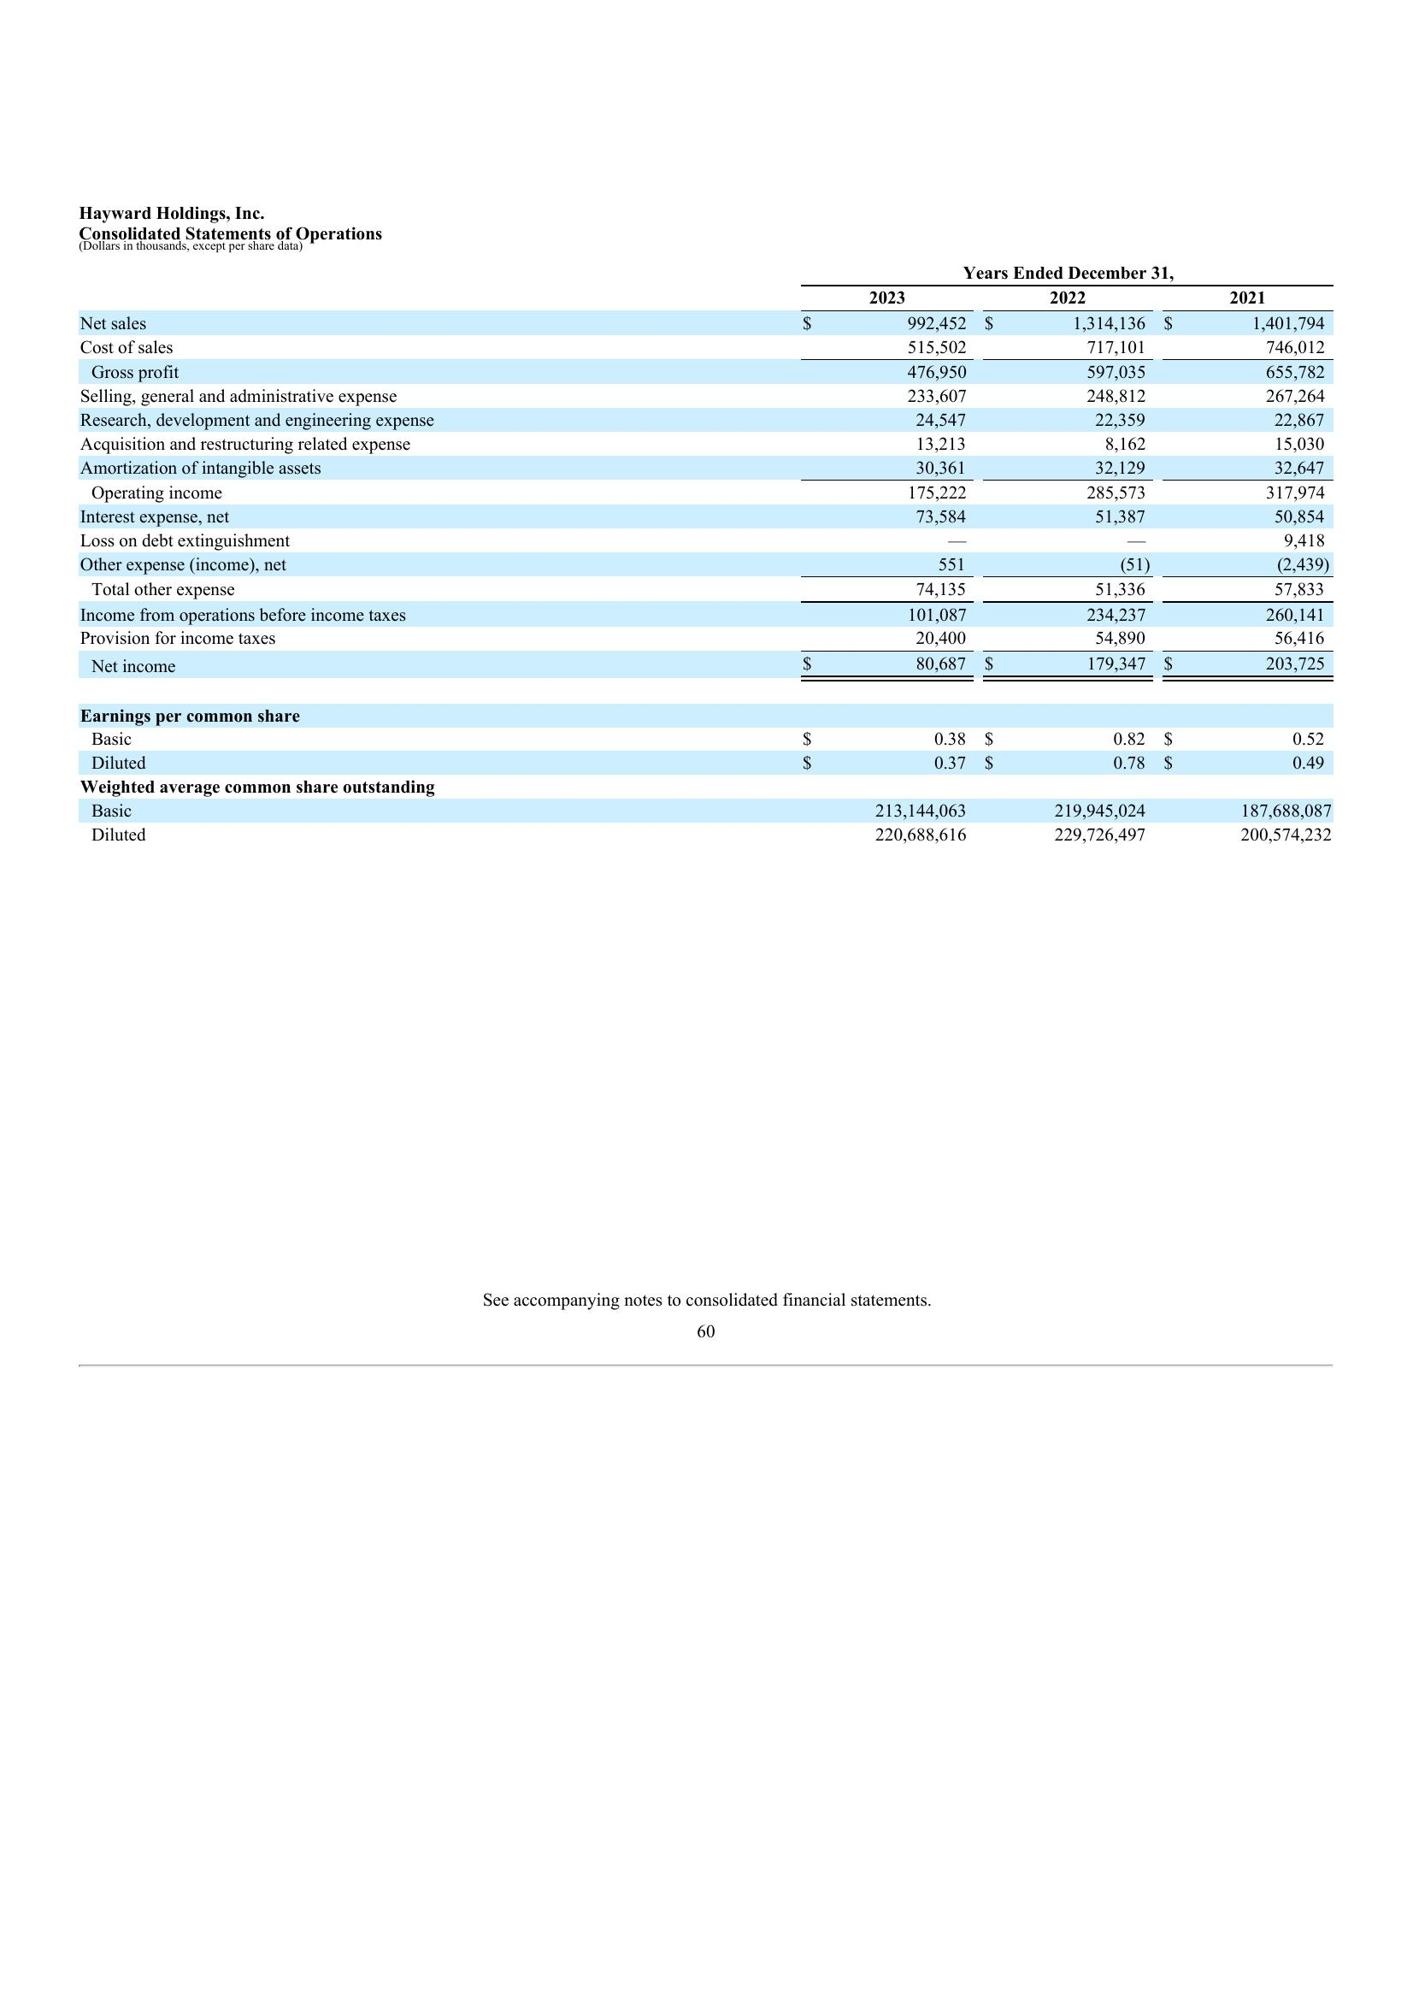 Hayward Holdings, Inc.
Consolidated Statements of Operations
(Dollars in thousands, except per share data)
Years Ended December 31,
2023 2022 2021
Net sales $ 992,452 $ 1,314,136 $ 1,401,794
Cost of sales 515,502 717,101 746,012
Gross profit 476,950 597,035 655,782
Selling, general and administrative expense 233,607 248,812 267,264
Research, development and engineering expense 24,547 22,359 22,867
Acquisition and restructuring related expense 13,213 8,162 15,030
Amortization of intangible assets 30,361 32,129 32,647
Operating income 175,222 285,573 317,974
Interest expense, net 73,584 51,387 50,854
Loss on debt extinguishment — — 9,418
Other expense (income), net 551 (51) (2,439)
Total other expense 74,135 51,336 57,833
Income from operations before income taxes 101,087 234,237 260,141
Provision for income taxes 20,400 54,890 56,416
Net income $ 80,687 $ 179,347 $ 203,725
Earnings per common share
Basic $ 0.38 $ 0.82 $ 0.52
Diluted $ 0.37 $ 0.78 $ 0.49
Weighted average common share outstanding
Basic 213,144,063 219,945,024 187,688,087
Diluted 220,688,616 229,726,497 200,574,232
See accompanying notes to consolidated financial statements.
60